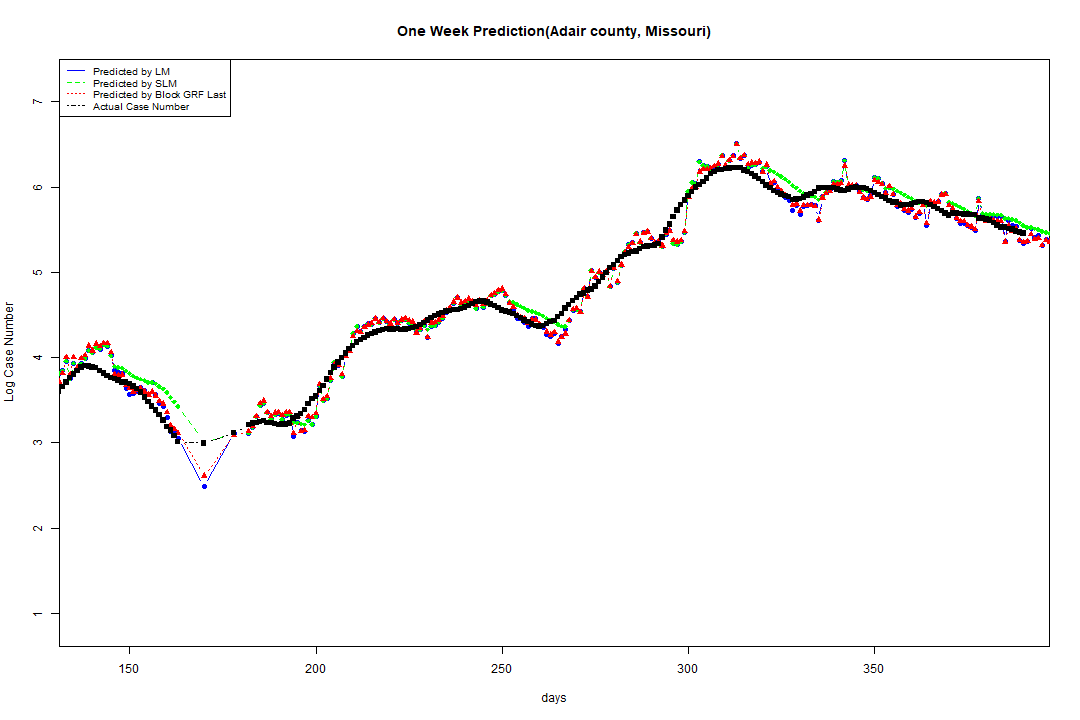 One Week Prediction(Adair county, Missouri)
Predicted by LM
Predicted by SLM
Predicted by Block GRF Last
Actual Case Number
7
6
5
4
3
2
1
Log Case Number
150 200 250 300 350
days